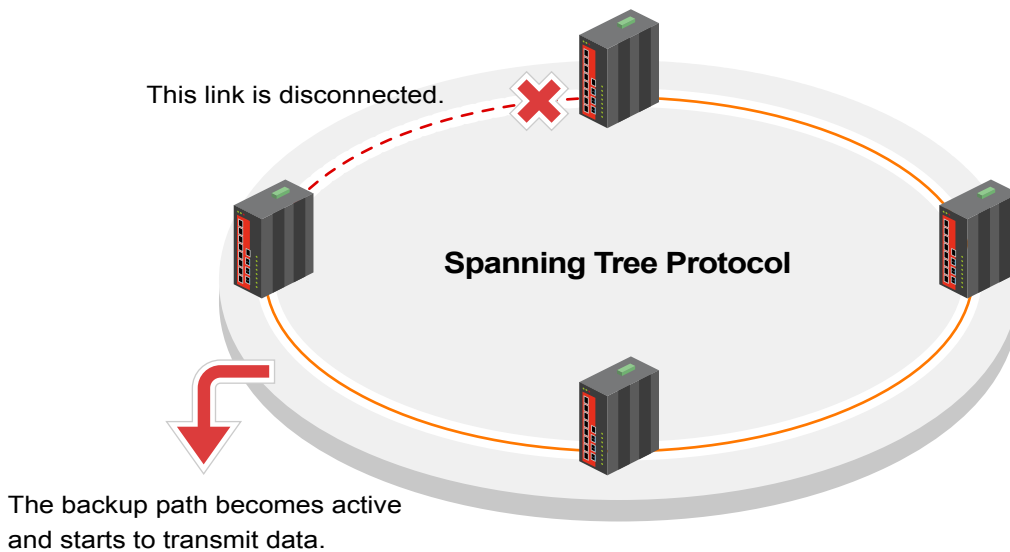 This link is disconnected.
Spanning Tree Protocol
The backup path becomes active
and starts to transmit data.